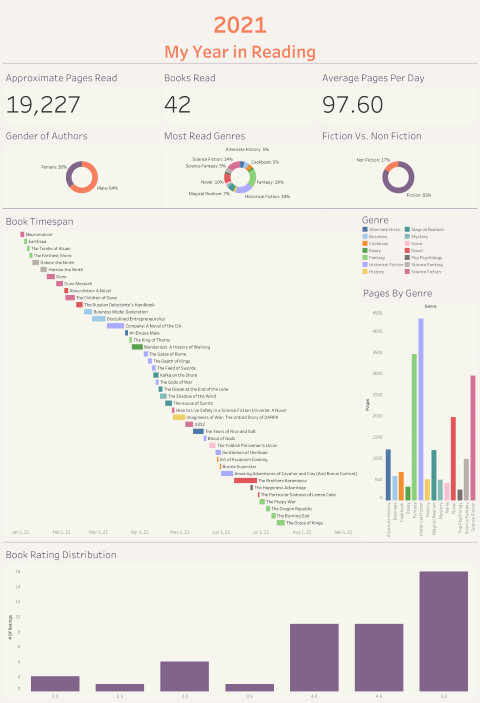 2021
My Year in Reading
Approximate Pages Read
Books Read
Average Pages Per Day
19,227
42
97.60
Gender of Authors
Most Read Genres
Fiction Vs. Non Fiction
Female: 36%
Male: 64%
Alternate History: 5%
Science Fiction: 14%
Cookbook: 5%
Science Fantasy: 5%
Novel: 10%
Fantasy: 19%
Magical Realism: 7%
Historical Fiction: 19%
Non Fiction: 17%
Fiction: 83%
Book Timespan
Neuromancer
Earthsea
The Tombs of Atuan
The Farthest Shore
Gideon the Ninth
Harrow the Ninth
Dune
Dune Messiah
Absurdistan: A Novel
The Children of Dune
The Russian Debutante's Handbook
Business Model Generation
Disciplined Entrepreneurship
Company: A Novel of the CIA
An Excess Male
The King of Thorns
Wanderlust: A History of Walking
The Gates of Rome
The Death of Kings
The Field of Swords
Kafka on the Shore
The Gods of War
The Ocean at the End of the Lane
The Shadow of the Wind
The House of Spirits
How to Live Safely in a Science Fiction Universe: A Novel
Imagineers of War: The Untold Story of DARPA
2312
The Years of Rice and Salt
Blood of Gods
The Yiddish Policeman's Union
Gentlemen of the Road
Art of Escapism Cooking
Burma Superstar
Amazing Adventures of Cavalier and Clay (And Bonus Content)
The Brothers Karamazov
The Happiness Advantage
The Particular Sadness of Lemon Cake
The Poppy War
The Dragon Republic
The Burning God
The Grace of Kings
Jan 1, 21
Feb 1, 21
Mar 1, 21
Apr 1, 21
May 1, 21
Jun 1, 21
Jul 1, 21
Aug 1, 21
Sep 1, 21
Genre
Alternate Histo..
Magical Realism
Business
Mystery
Cookbook
Essay
Novel
Fantasy
Pop Psychology
Historical Fiction
Science Fantasy
History
Science Fiction
Pages By Genre
Genre
Pages
4500
4000
3500
3000
2500
2000
1500
1000
500
0
Alternate History
Business
Cookbook
Essay
Fantasy
Historical Fiction
History
Magical Realism
Mystery
Novel
Pop Psychology
Science Fantasy
Science Fiction
Book Rating Distribution
# Of Ratings
16
14
12
10
8
6
4
2
0
2.0
2.5
3.0
3.5
4.0
4.5
5.0